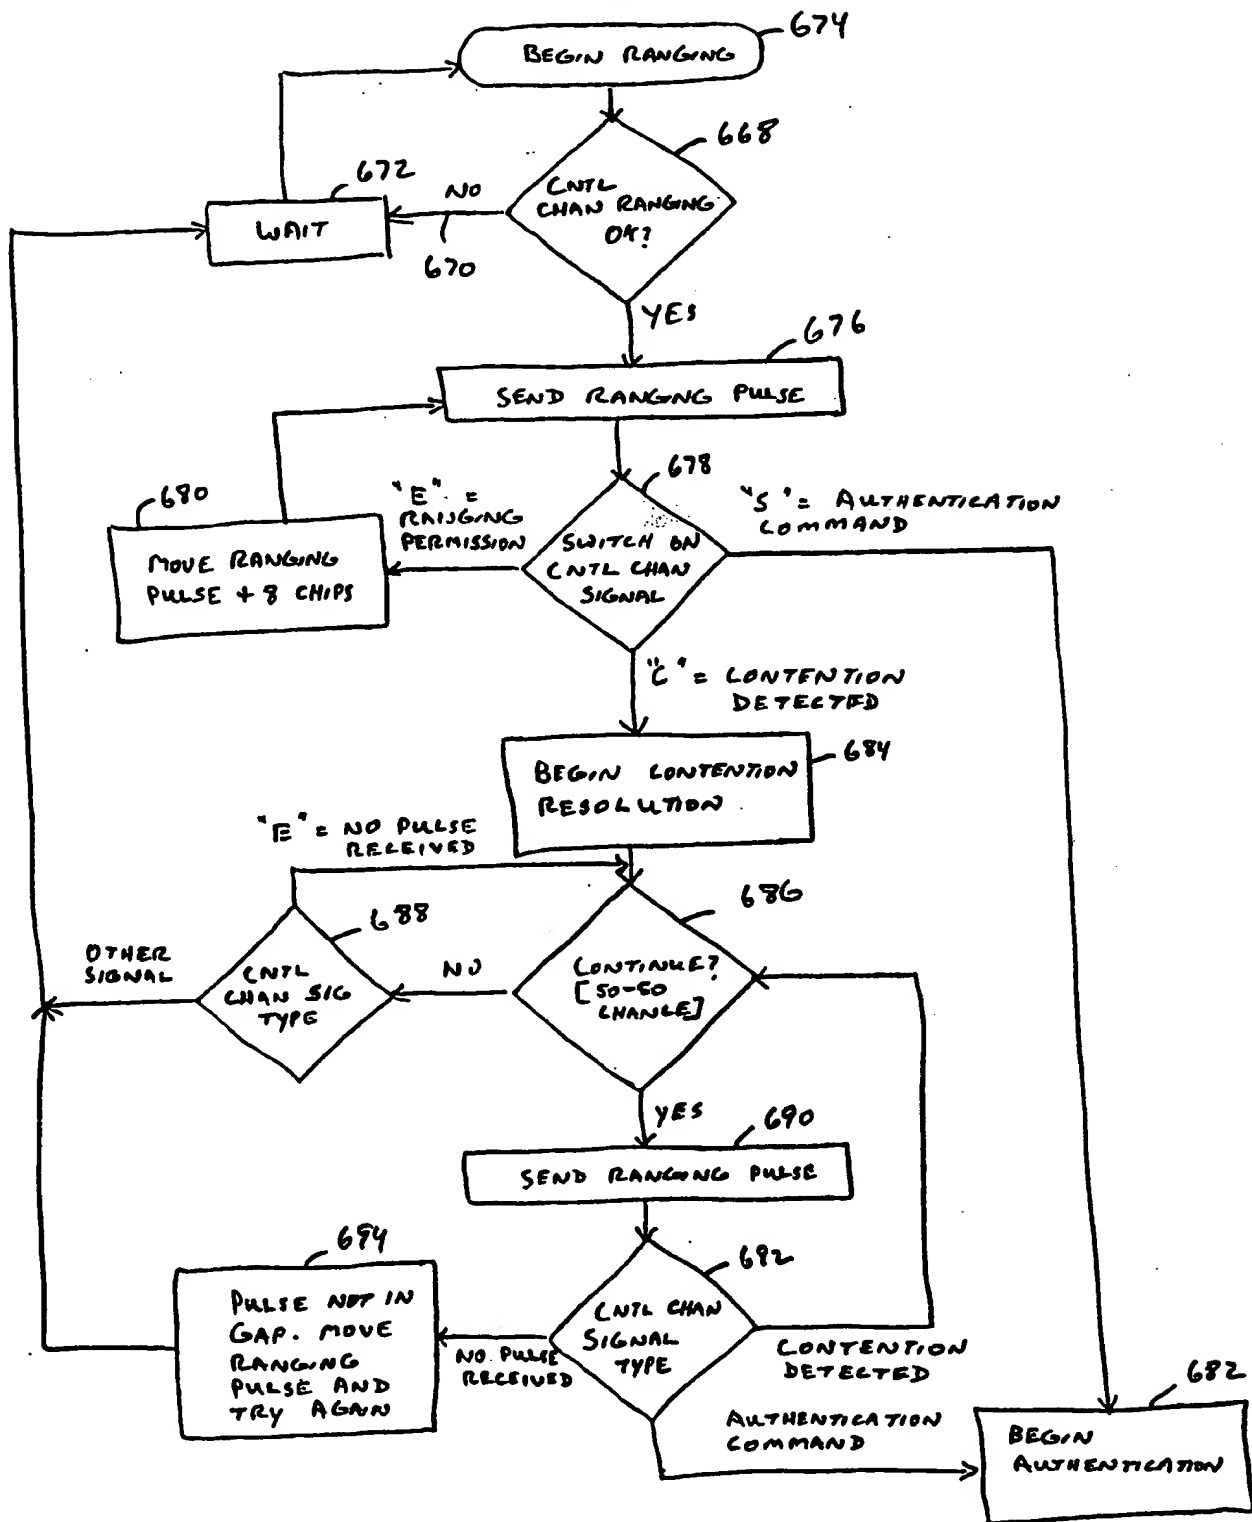 674
BEGIN RANGING
668
672
NO
CNTL
CHAN RANGING
OK?
WAIT
670
YES
676
SEND RANGING PULSE
678
680
"E" =
RANGING
PERMISSION
"S" = AUTHENTICATION
COMMAND
SWITCH ON
CNTL CHAN
SIGNAL
MOVE RANGING
PULSE + 8 CHIPS
"C" = CONTENTION
DETECTED
684
BEGIN CONTENTION
RESOLUTION
"E" = NO PULSE
RECEIVED
686
688
OTHER
SIGNAL
CNTL
CHAN SIG
TYPE
NO
CONTINUE?
[50-50
CHANCE]
YES
690
SEND RANGING PULSE
694
692
PULSE NOT IN
GAP. MOVE
RANGING
PULSE AND
TRY AGAIN
CNTL CHAN
SIGNAL
TYPE
NO PULSE
RECEIVED
CONTENTION
DETECTED
682
AUTHENTICATION
COMMAND
BEGIN
AUTHENTICATION